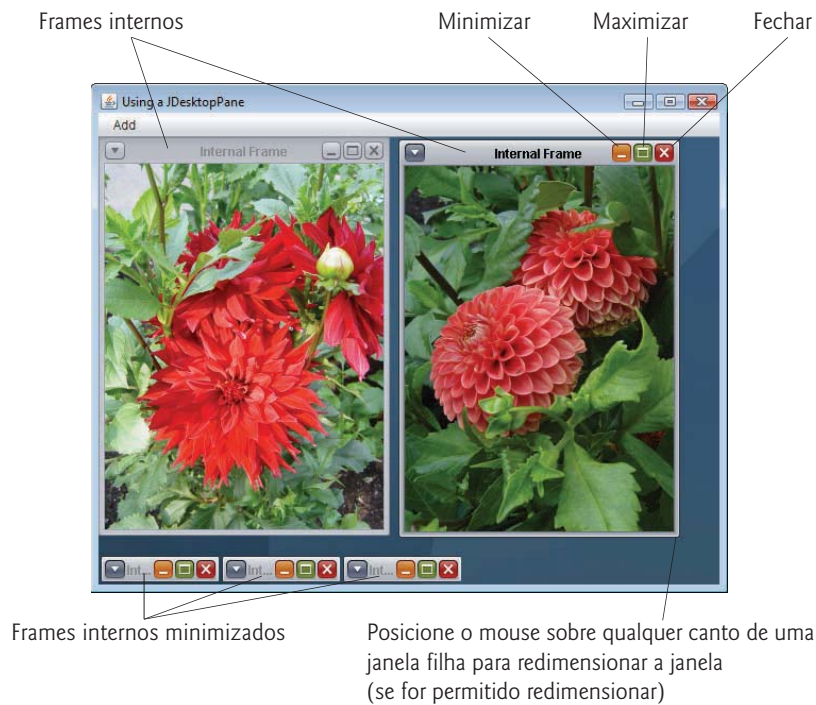 Frames internos
Minimizar
Maximizar
Fechar
Using a JDesktopPane
Add
Internal Frame
Internal Frame
Int...
Int...
Int...
Frames internos minimizados
Posicione o mouse sobre qualquer canto de uma
janela filha para redimensionar a janela
(se for permitido redimensionar)